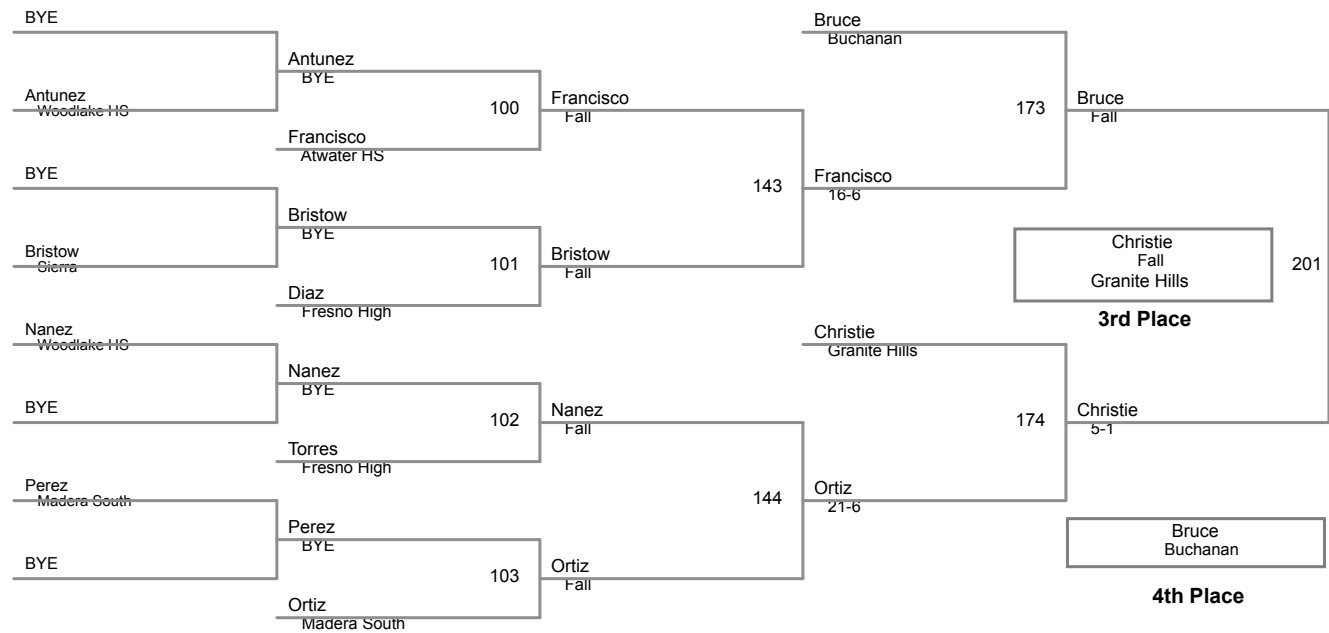 BYE
Antunez
Woodlake HS
BYE
Bristow
Sierra
Nanez
Woodlake HS
BYE
Perez
Madera South
BYE
Antunez
BYE
100
Francisco
Atwater HS
Bristow
BYE
101
Diaz
Fresno High
Nanez
BYE
102
Torres
Fresno High
Perez
BYE
103
Ortiz
Madera South
Francisco
Fall
143
Bristow
Fall
Nanez
Fall
144
Ortiz
Fall
Bruce
Buchanan
173
Francisco
16-6
Christie
Granite Hills
174
Ortiz
21-6
Bruce
Fall
201
Christie
5-1
Christie
Fall
Granite Hills
3rd Place
Bruce
Buchanan
4th Place